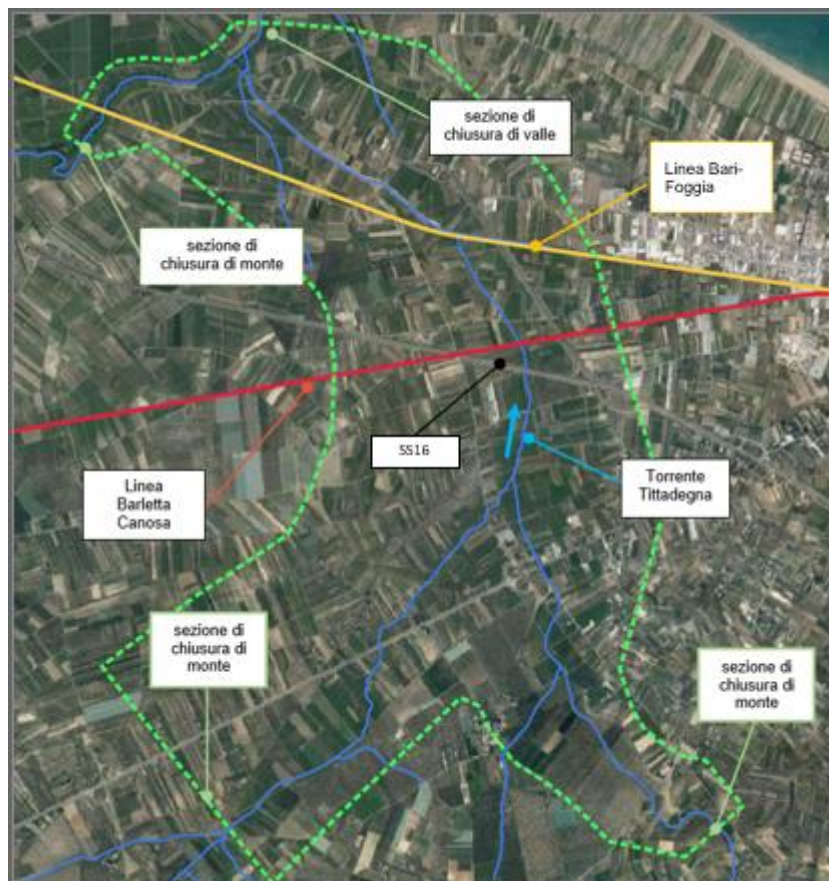 sezione di
chiusura di valle
Linea Bari-
Foggia
sezione di
chiusura di monte
SS16
Linea
Barletta
Canosa
Torrente
Tittadegna
sezione di
chiusura di
monte
sezione di
chiusura di
monte